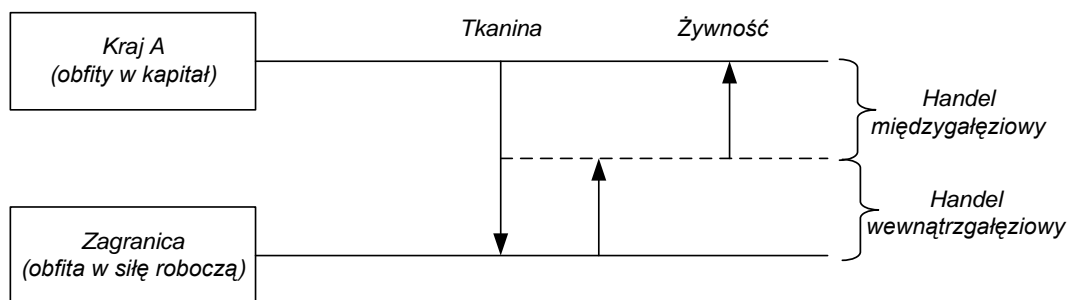 Kraj A
(obfity w kapitał)
Tkanina
Żywność
Handel
międzygałęziowy
Zagranica
(obfita w siłę roboczą)
Handel
wewnątrzgałęziowy